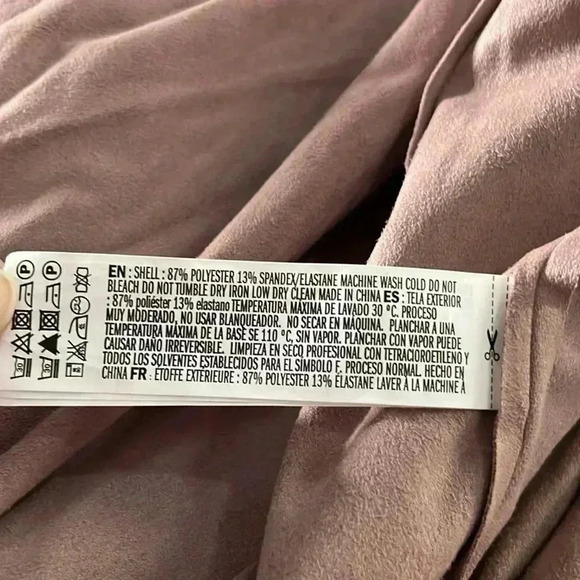 EN : SHELL : 87% POLYESTER 13% SPANDEX/ELASTANE MACHINE WASH COLD DO NOT
BLEACH DO NOT TUMBLE DRY IRON LOW DRY CLEAN MADE IN CHINA ES : TELA EXTERIOR
: 87% poliéster 13% elastano TEMPERATURA MÁXIMA DE LAVADO 30 ºC. PROCESO
MUY MODERADO, NO USAR BLANQUEADOR. NO SECAR EN MÁQUINA. PLANCHAR A UNA
TEMPERATURA MÁXIMA DE LA BASE SE 110 ºC, SIN VAPOR. PLANCHAR CON VAPOR PUEDE
CAUSAR DAÑO IRREVERSIBLE. LIMPIEZA EN SECO PROFESIONAL CON TETRACLOROETILENO Y
TODOS LOS SOLVENTES ESTABLECIDOS PARA EL SÍMBOLO F. PROCESO NORMAL. HECHO EN
CHINA FR : ÉTOFFE EXTÉRIEURE : 87% POLYESTER 13% ÉLASTANE LAVER À LA MACHINE À
P
P
30
30